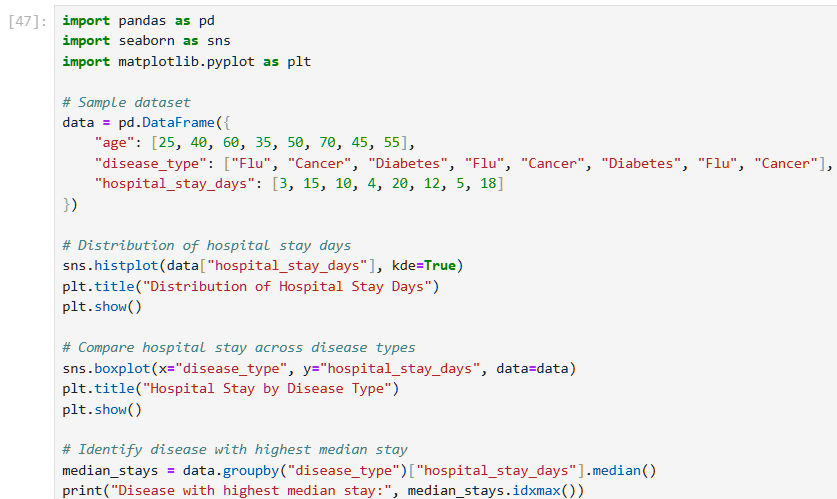 [47]:
import pandas as pd
import seaborn as sns
import matplotlib.pyplot as plt
# Sample dataset
data = pd.DataFrame({
    "age": [25, 40, 60, 35, 50, 70, 45, 55],
    "disease_type": ["Flu", "Cancer", "Diabetes", "Flu", "Cancer", "Diabetes", "Flu", "Cancer"],
    "hospital_stay_days": [3, 15, 10, 4, 20, 12, 5, 18]
})
# Distribution of hospital stay days
sns.histplot(data["hospital_stay_days"], kde=True)
plt.title("Distribution of Hospital Stay Days")
plt.show()
# Compare hospital stay across disease types
sns.boxplot(x="disease_type", y="hospital_stay_days", data=data)
plt.title("Hospital Stay by Disease Type")
plt.show()
# Identify disease with highest median stay
median_stays = data.groupby("disease_type")["hospital_stay_days"].median()
print("Disease with highest median stay:", median_stays.idxmax())